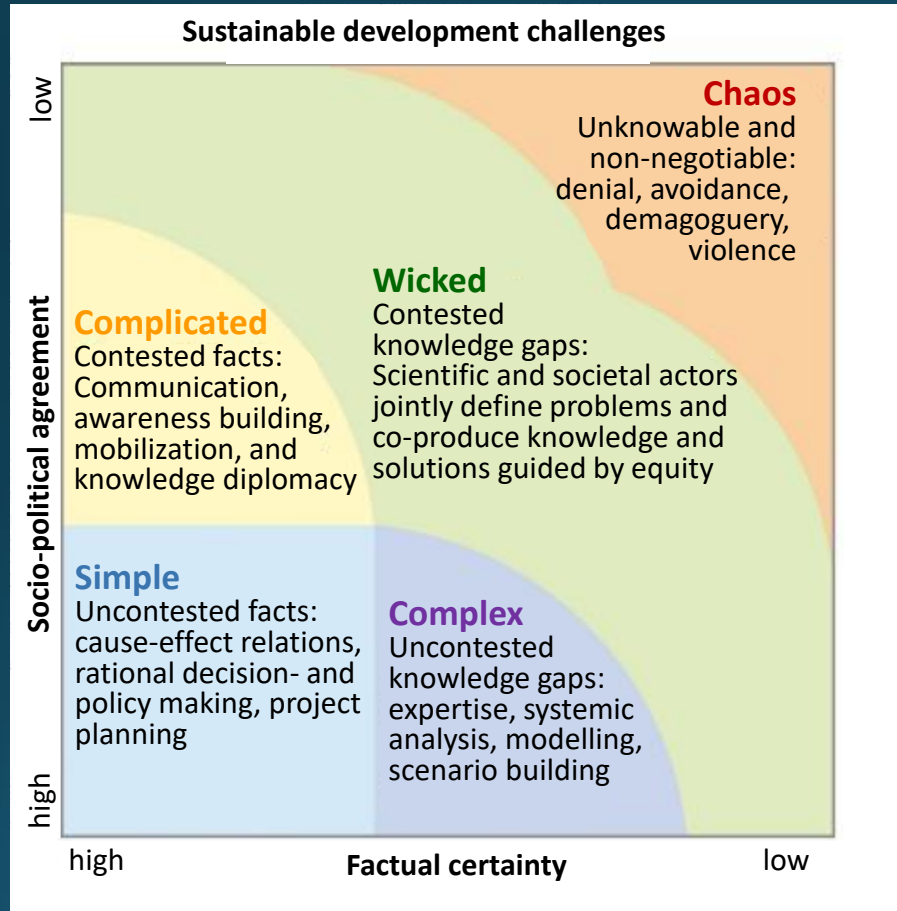 Sustainable development challenges
low
Chaos
Unknowable and
non-negotiable:
denial, avoidance,
demagoguery,
violence
Wicked
Contested
knowledge gaps:
Scientific and societal actors
jointly define problems and
co-produce knowledge and
solutions guided by equity
Complicated
Contested facts:
Communication,
awareness building,
mobilization, and
knowledge diplomacy
Socio-political agreement
Simple
Uncontested facts:
cause-effect relations,
rational decision- and
policy making, project
planning
Complex
Uncontested
knowledge gaps:
expertise, systemic
analysis, modelling,
scenario building
high
high
Factual certainty
low